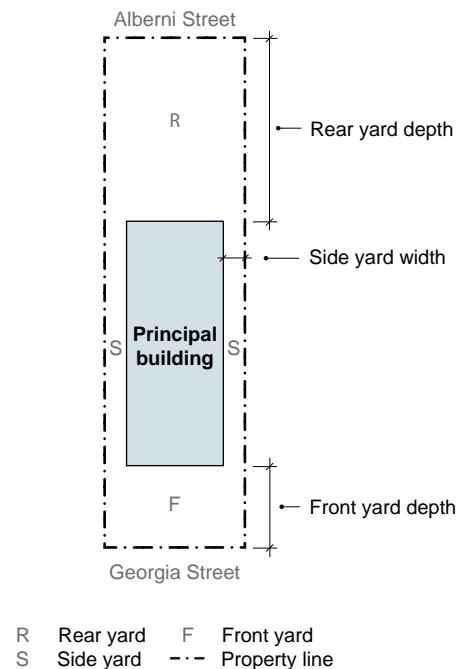 Alberni Street
R
Rear yard depth
Side yard width
S
Principal
building
S
F
Front yard depth
Georgia Street
R Rear yard F Front yard
S Side yard Property line